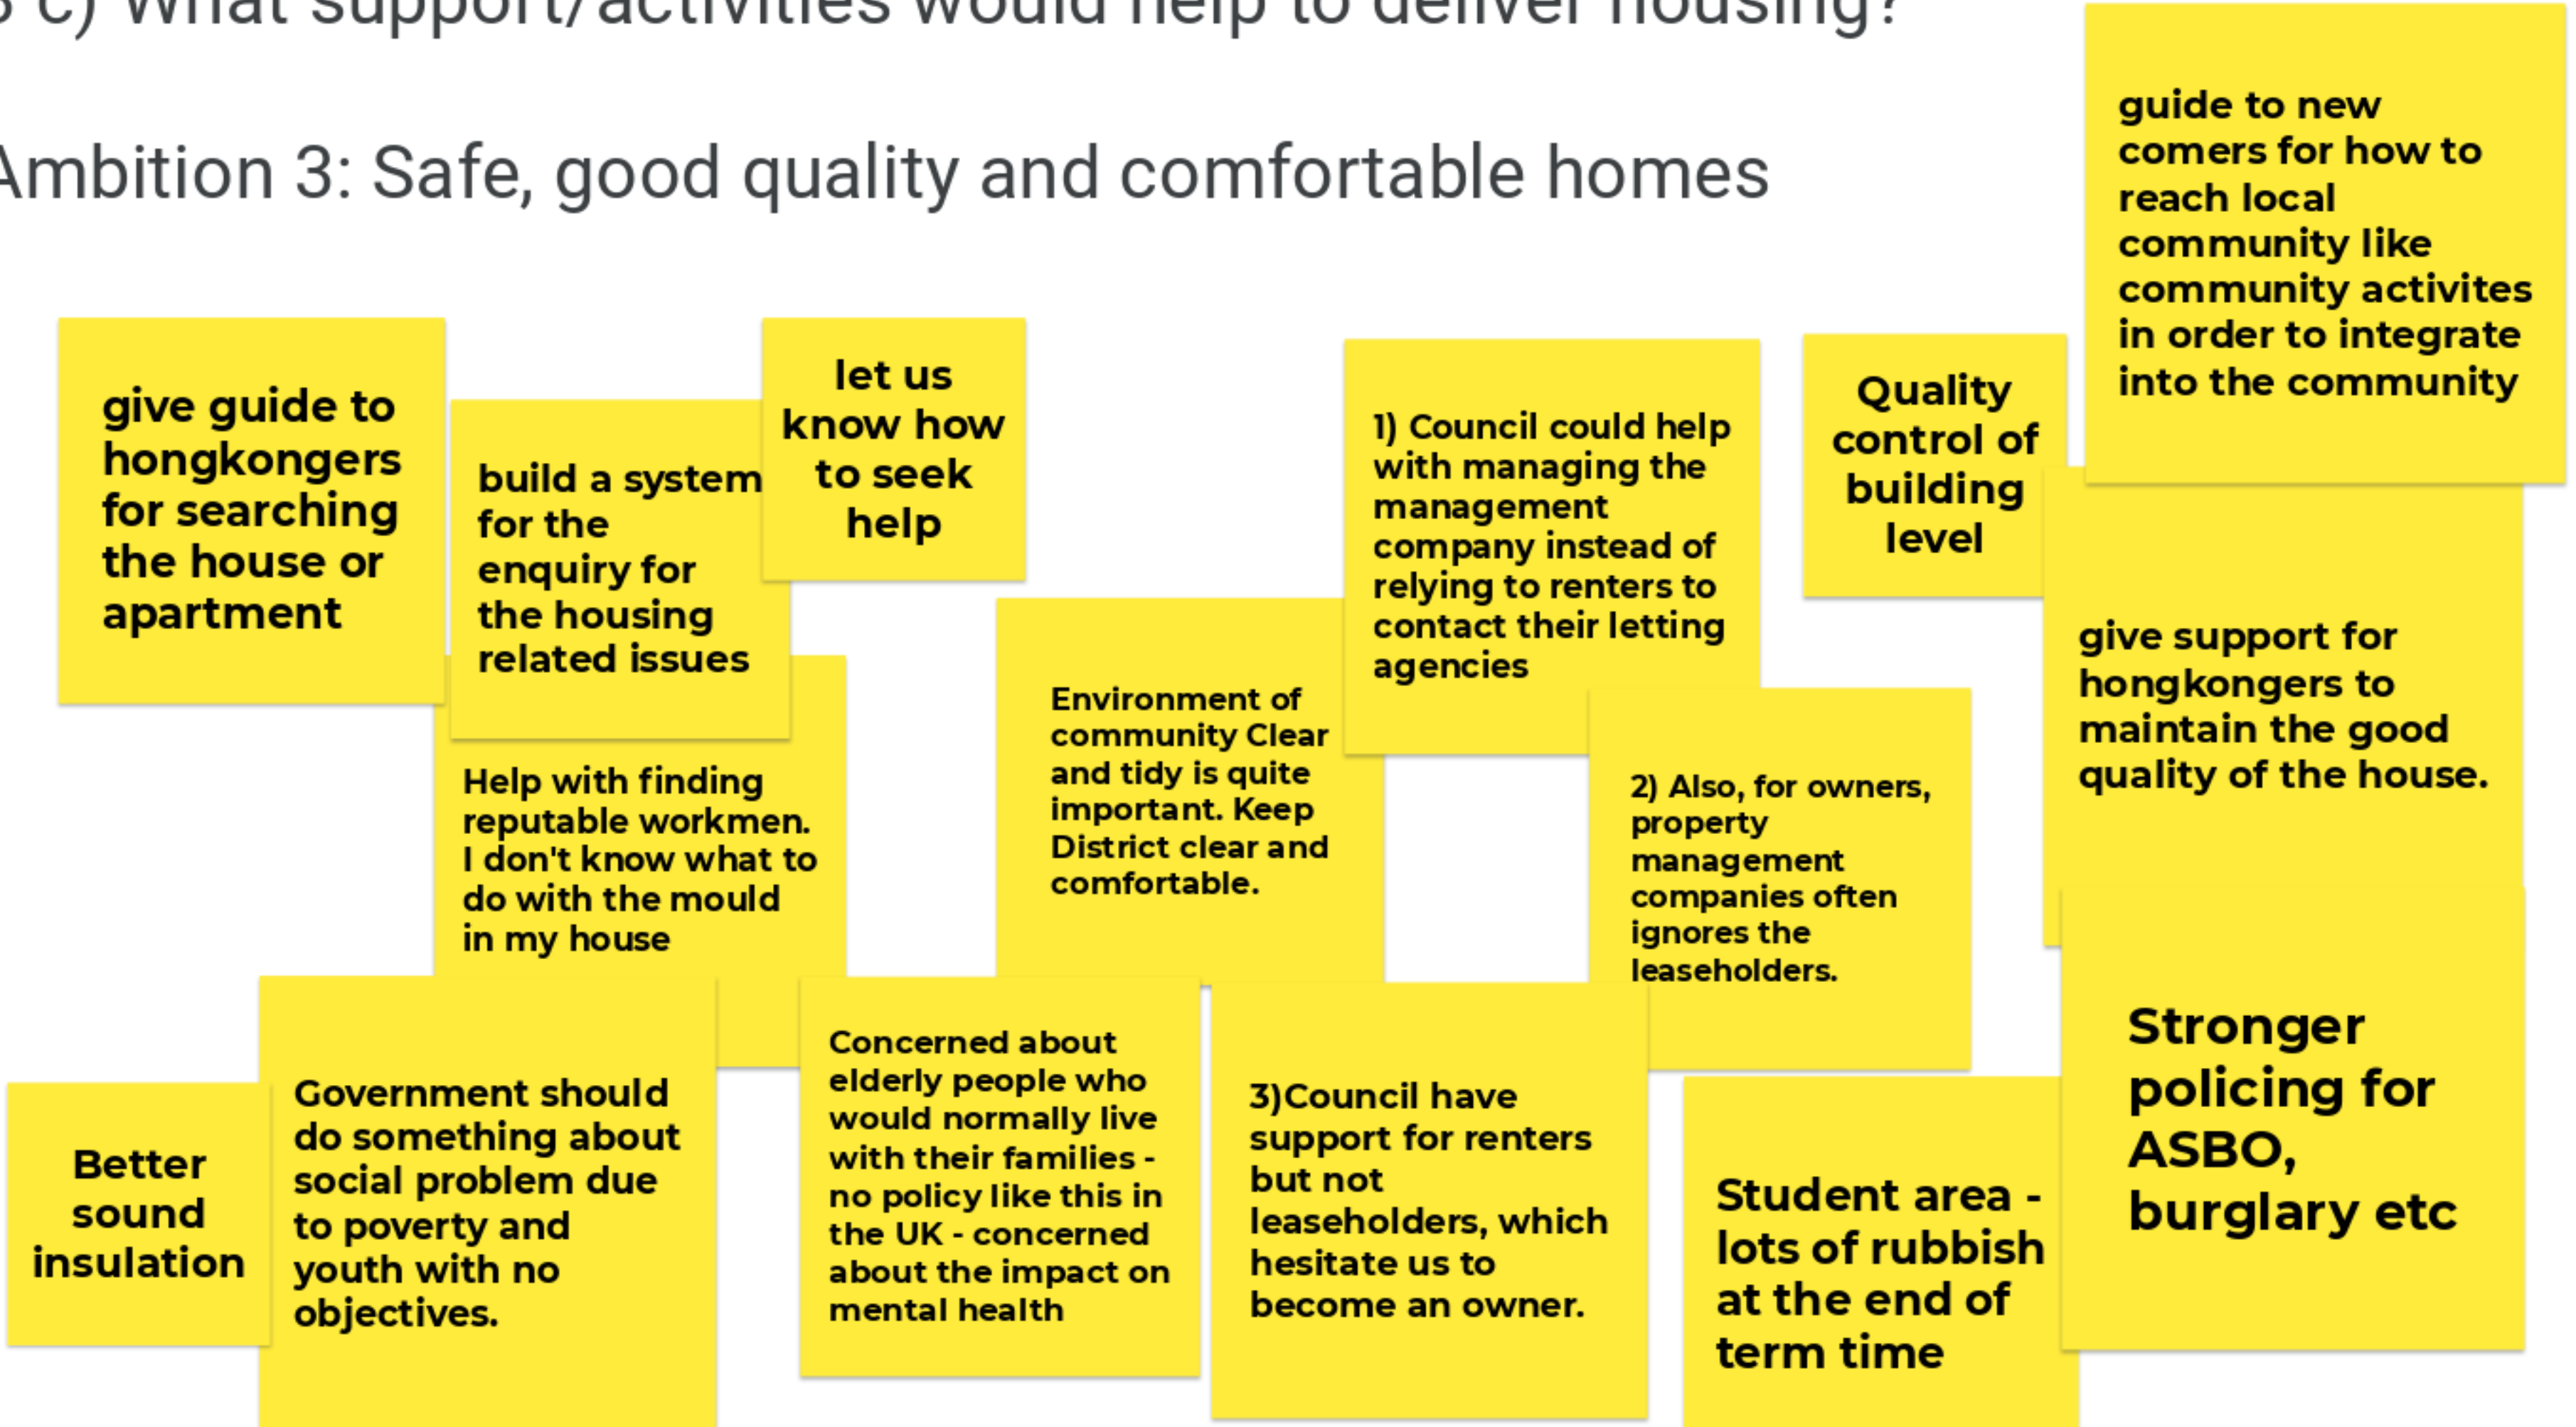 c) What support/activities would help to deliver housing?
Ambition 3: Safe, good quality and comfortable homes
guide to new
comers for how to
reach local
community like
community activites
in order to integrate
into the community
give guide to
hongkongers
for searching
the house or
apartment
build a system
for the
enquiry for
the housing
related issues
let us
know how
to seek
help
1) Council could help
with managing the
management
company instead of
relying to renters to
contact their letting
agencies
Quality
control of
building
level
give support for
hongkongers to
maintain the good
quality of the house.
Help with finding
reputable workmen.
I don't know what to
do with the mould
in my house
Environment of
community Clear
and tidy is quite
important. Keep
District clear and
comfortable.
2) Also, for owners,
property
management
companies often
ignores the
leaseholders.
Better
sound
insulation
Government should
do something about
social problem due
to poverty and
youth with no
objectives.
Concerned about
elderly people who
would normally live
with their families -
no policy like this in
the UK - concerned
about the impact on
mental health
3)Council have
support for renters
but not
leaseholders, which
hesitate us to
become an owner.
Student area -
lots of rubbish
at the end of
term time
Stronger
policing for
ASBO,
burglary etc